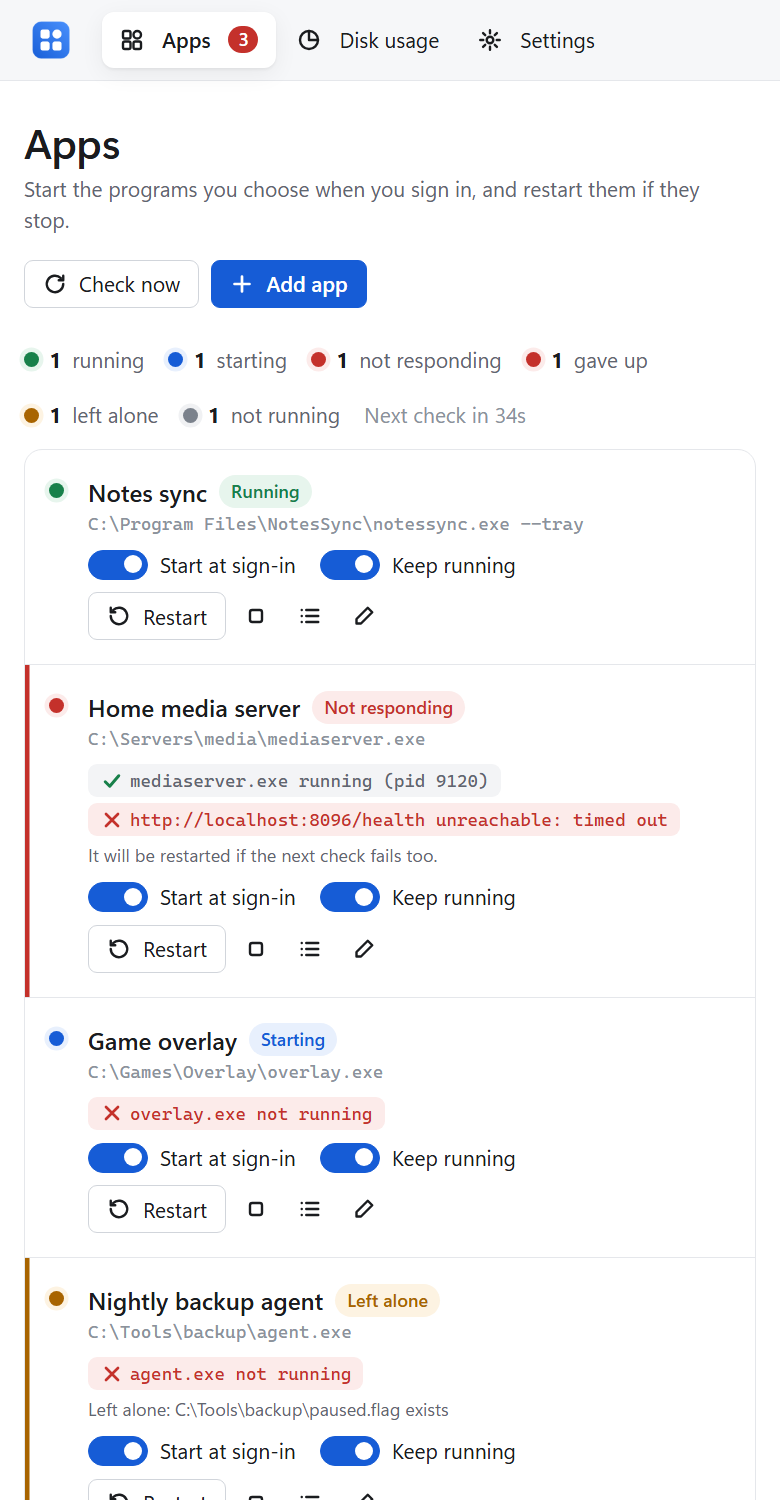 Apps 3 Disk usage Settings
Apps
Start the programs you choose when you sign in, and restart them if they
stop.
Check now Add app
1 running 1 starting 1 not responding 1 gave up
1 left alone 1 not running Next check in 34s
Notes sync Running
C:\Program Files\NotesSync\notessync.exe --tray
Start at sign-in Keep running
Restart
Home media server Not responding
C:\Servers\media\mediaserver.exe
mediaserver.exe running (pid 9120)
http://localhost:8096/health unreachable: timed out
It will be restarted if the next check fails too.
Start at sign-in Keep running
Restart
Game overlay Starting
C:\Games\Overlay\overlay.exe
overlay.exe not running
Start at sign-in Keep running
Restart
Nightly backup agent Left alone
C:\Tools\backup\agent.exe
agent.exe not running
Left alone: C:\Tools\backup\paused.flag exists
Start at sign-in Keep running